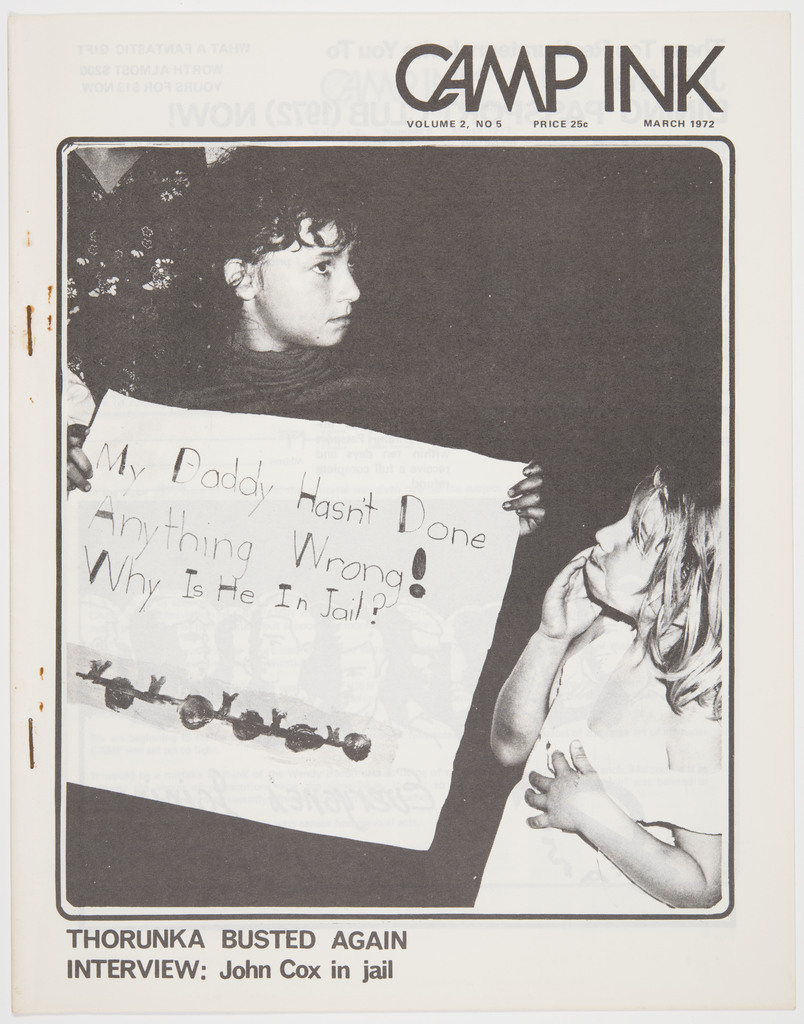 CAMP INK
VOLUME 2, NO 5 PRICE 25c MARCH 1972
My Daddy Hasn't Done
Anything Wrong!
Why Is He In Jail?
THORUNKA BUSTED AGAIN
INTERVIEW: John Cox in jail